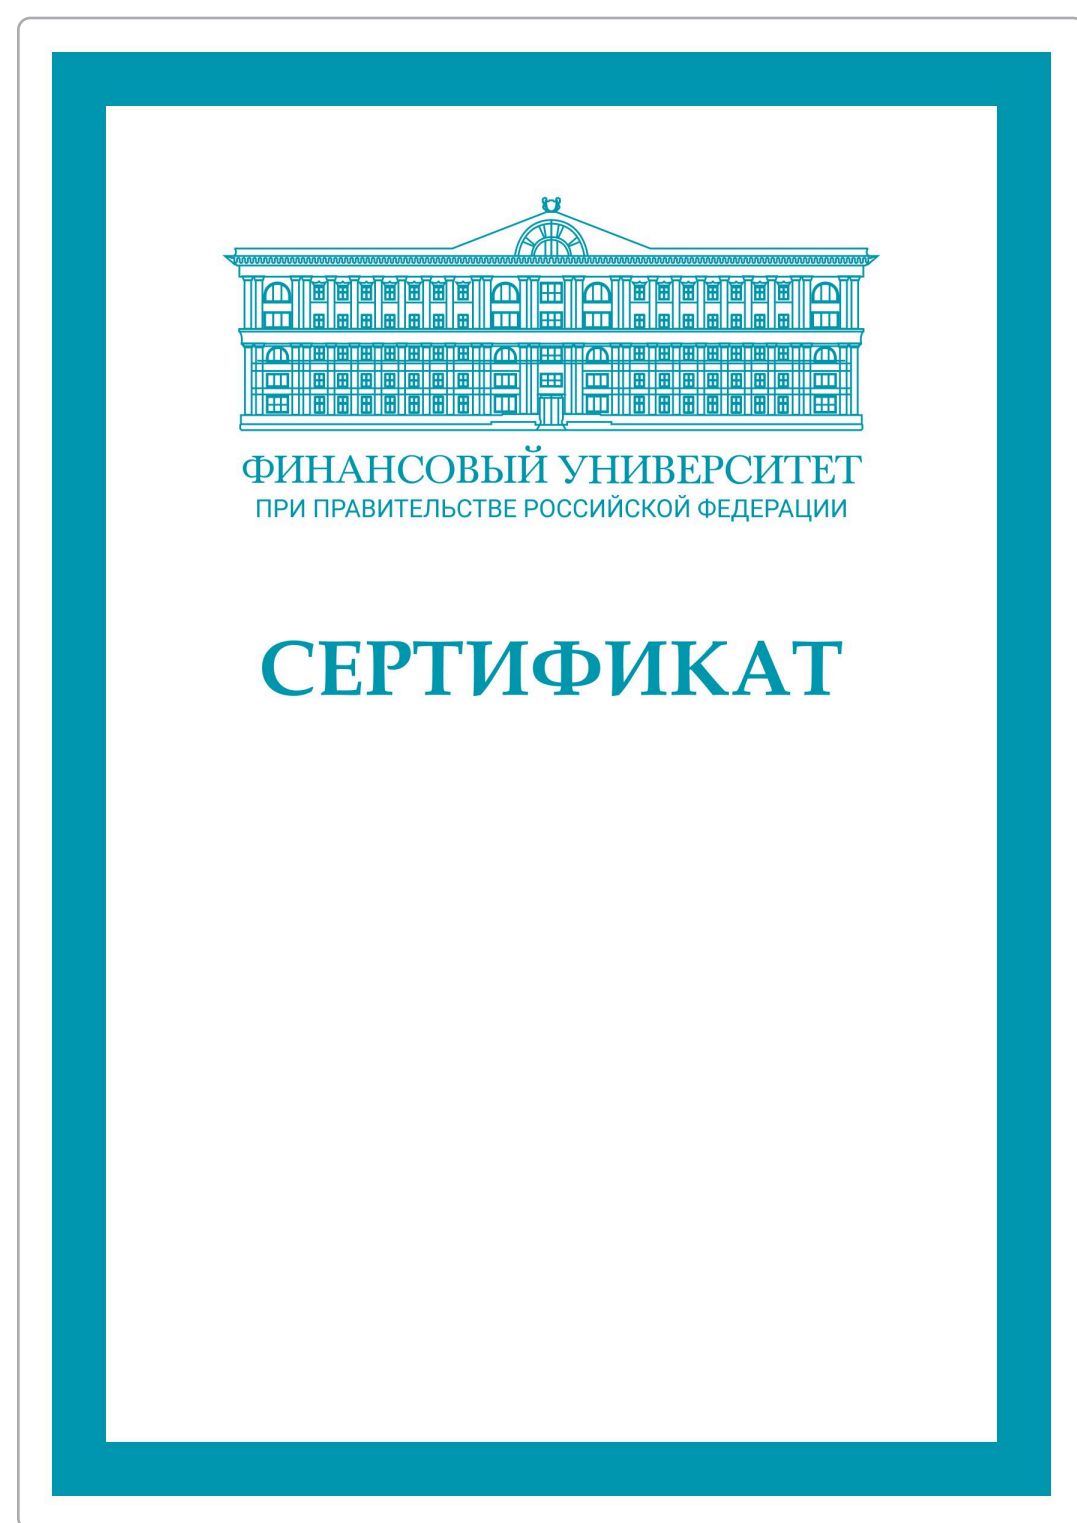 ФИНАНСОВЫЙ УНИВЕРСИТЕТ
ПРИ ПРАВИТЕЛЬСТВЕ РОССИЙСКОЙ ФЕДЕРАЦИИ
СЕРТИФИКАТ